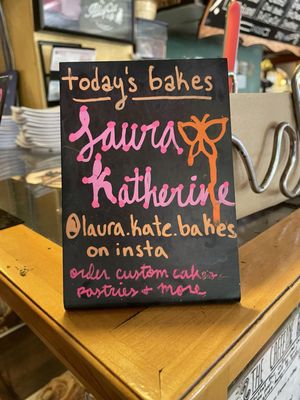 today's bakes
Laura
Katherine
@laura.kate.bakes
on insta
order custom cakes
pastries + more